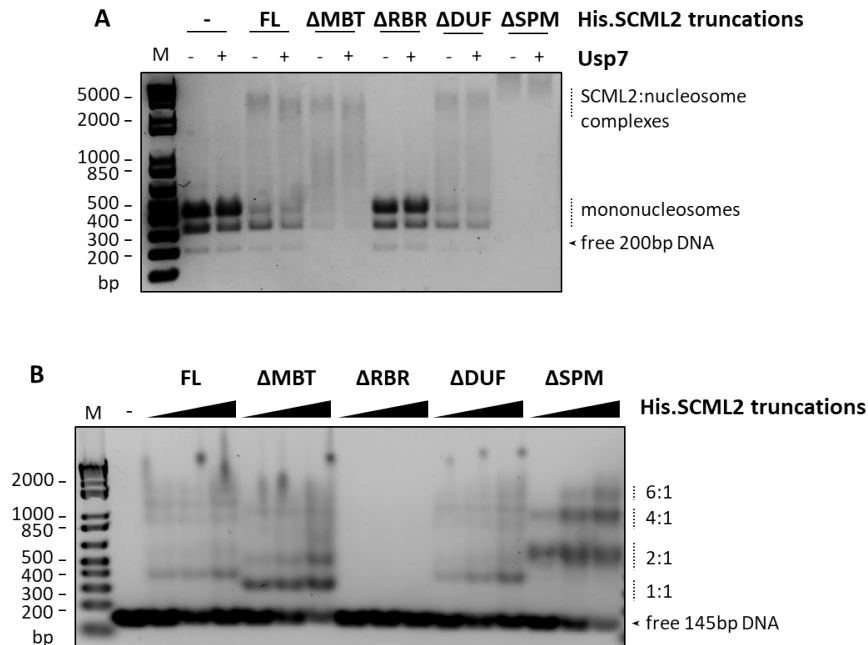 A
- FL ΔMBT ΔRBR ΔDUF ΔSPM His.SCML2 truncations
M - + - + - + - + - + - + Usp7
5000
2000
1000
850
500
400
300
200
bp
SCML2:nucleosome
complexes
mononucleosomes
free 200bp DNA
B
FL ΔMBT ΔRBR ΔDUF ΔSPM
M - His.SCML2 truncations
2000
1000
850
500
400
300
200
bp
6:1
4:1
2:1
1:1
free 145bp DNA